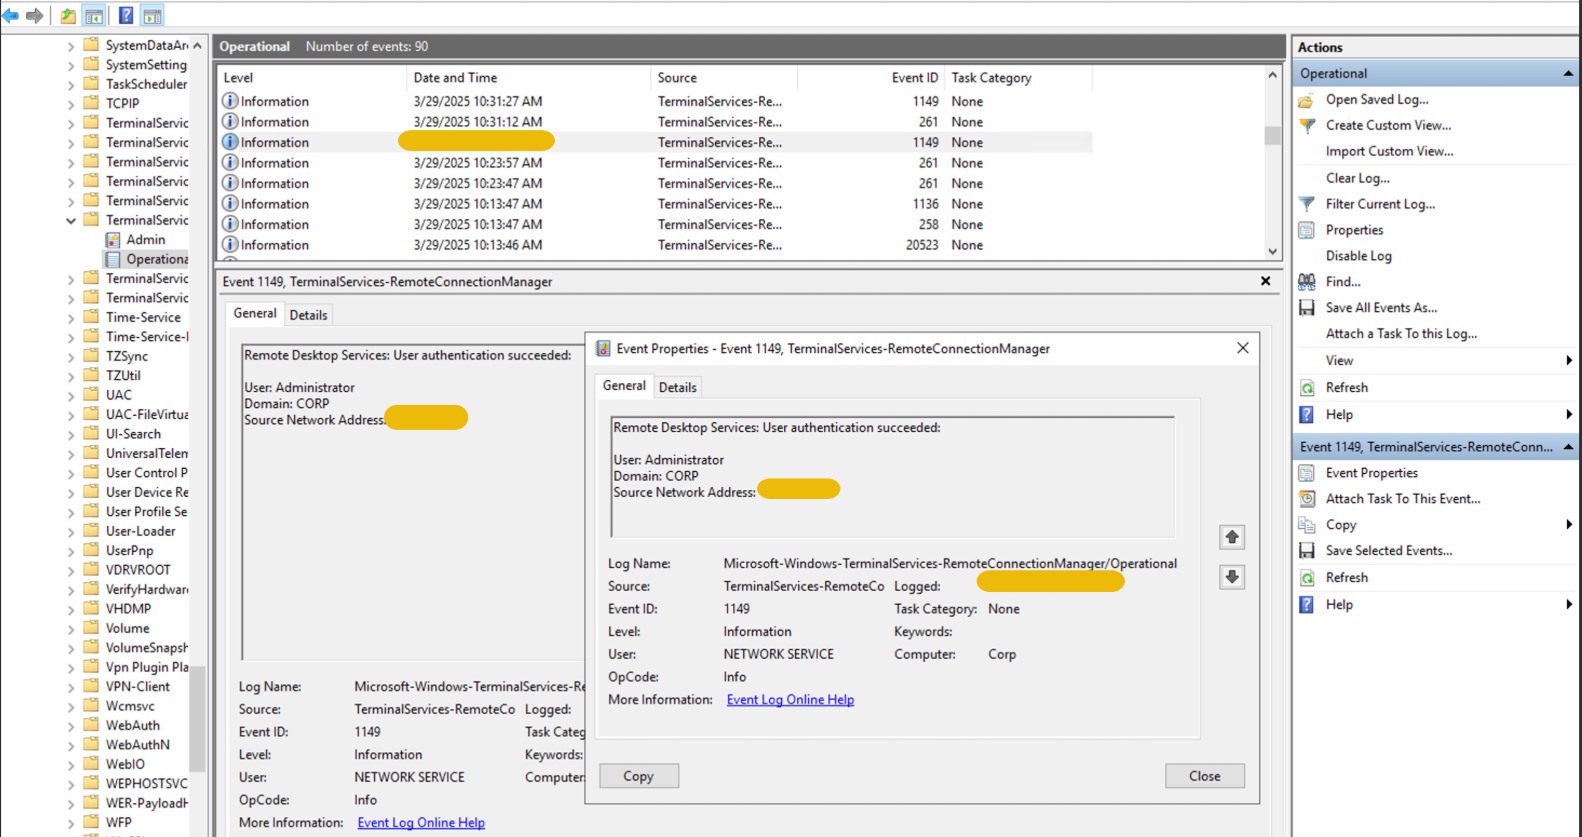 SystemDataAr
SystemSetting
TaskScheduler
TCPIP
TerminalServic
TerminalServic
TerminalServic
TerminalServic
TerminalServic
TerminalServic
Admin
Operationa
TerminalServic
TerminalServic
Time-Service
Time-Service-
TZSync
TZUtil
UAC
UAC-FileVirtua
UI-Search
UniversalTelem
User Control P
User Device Re
User Profile Se
User-Loader
UserPnp
VDRVROOT
VerifyHardwar
VHDMP
Volume
VolumeSnapsh
Vpn Plugin Pla
VPN-Client
Wcmsvc
WebAuth
WebAuthN
WebIO
WEPHOSTSVC
WER-PayloadH
WFP
Operational Number of events: 90
Level Date and Time Source Event ID Task Category
Information 3/29/2025 10:31:27 AM TerminalServices-Re... 1149 None
Information 3/29/2025 10:31:12 AM TerminalServices-Re... 261 None
Information TerminalServices-Re... 1149 None
Information 3/29/2025 10:23:57 AM TerminalServices-Re... 261 None
Information 3/29/2025 10:23:47 AM TerminalServices-Re... 261 None
Information 3/29/2025 10:13:47 AM TerminalServices-Re... 1136 None
Information 3/29/2025 10:13:47 AM TerminalServices-Re... 258 None
Information 3/29/2025 10:13:46 AM TerminalServices-Re... 20523 None
Event 1149, TerminalServices-RemoteConnectionManager
General Details
Remote Desktop Services: User authentication succeeded:
User: Administrator
Domain: CORP
Source Network Address:
Log Name: Microsoft-Windows-TerminalServices-Re
Source: TerminalServices-RemoteCo Logged:
Event ID: 1149 Task Categ
Level: Information Keywords:
User: NETWORK SERVICE Computer:
OpCode: Info
More Information: Event Log Online Help
Event Properties - Event 1149, TerminalServices-RemoteConnectionManager
General Details
Remote Desktop Services: User authentication succeeded:
User: Administrator
Domain: CORP
Source Network Address:
Log Name: Microsoft-Windows-TerminalServices-RemoteConnectionManager/Operational
Source: TerminalServices-RemoteCo Logged:
Event ID: 1149 Task Category: None
Level: Information Keywords:
User: NETWORK SERVICE Computer: Corp
OpCode: Info
More Information: Event Log Online Help
Copy Close
Actions
Operational
Open Saved Log...
Create Custom View...
Import Custom View...
Clear Log...
Filter Current Log...
Properties
Disable Log
Find...
Save All Events As...
Attach a Task To this Log...
View
Refresh
Help
Event 1149, TerminalServices-RemoteConn...
Event Properties
Attach Task To This Event...
Copy
Save Selected Events...
Refresh
Help